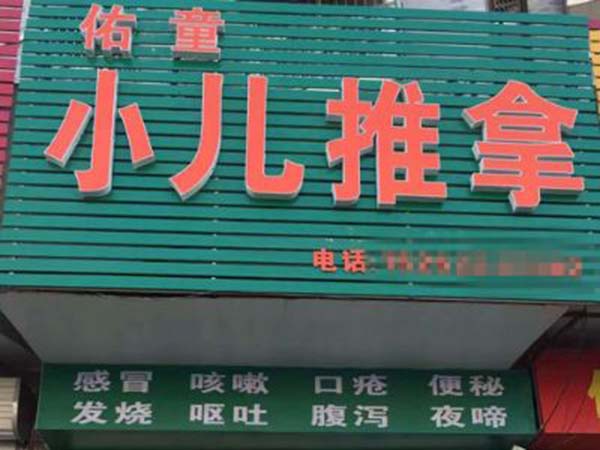 佑童
小儿推拿
电话
感冒 咳嗽 口疮 便秘
发烧 呕吐 腹泻 夜啼